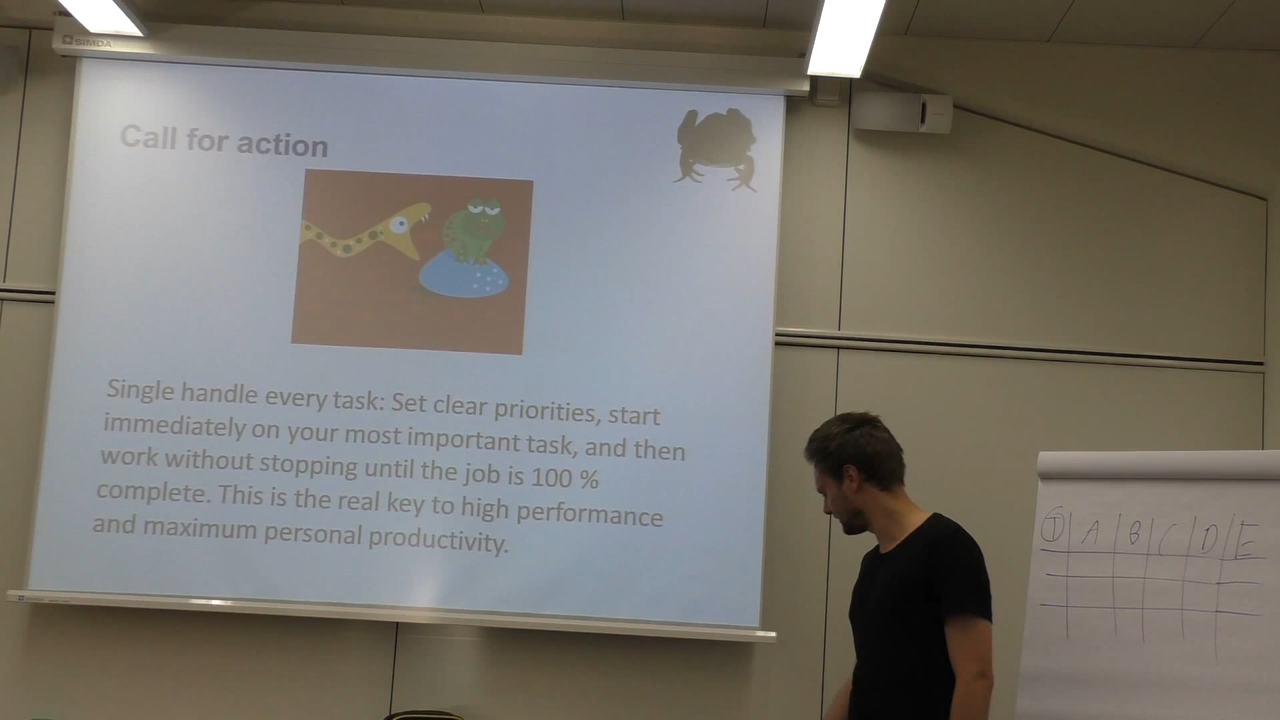 SIMDA
Call for action
Single handle every task: Set clear priorities, start
immediately on your most important task, and then
work without stopping until the job is 100 %
complete. This is the real key to high performance
and maximum personal productivity.
T A B C D E